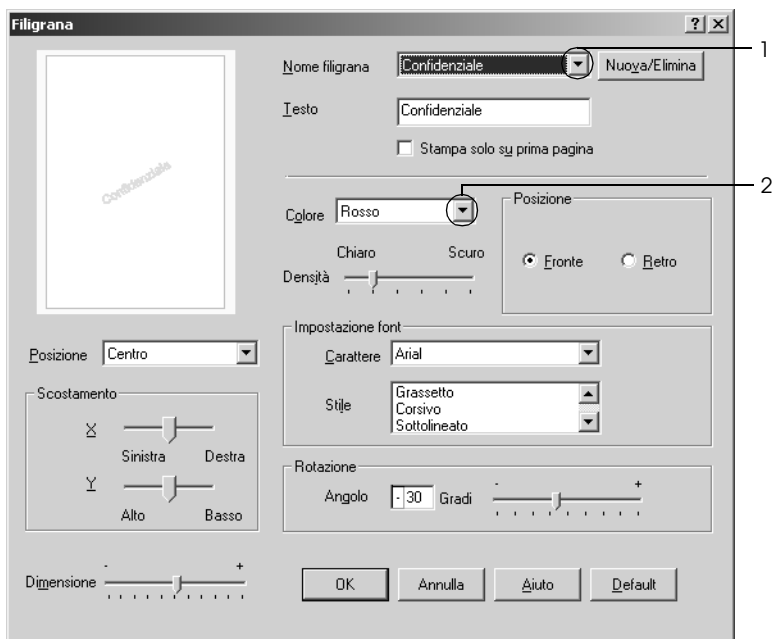 Filigrana
? ×
1
Nome filigrana Confidenziale Nuova/Elimina
Testo Confidenziale
Stampa solo su prima pagina
Confidenziale
2
Colore Rosso
Posizione
Chiaro Scuro
Densità
Fronte Retro
Impostazione font
Posizione Centro
Carattere Arial
Scostamento
Stile
Grassetto
Corsivo
Sottolineato
X
Sinistra Destra
Y
Alto Basso
Rotazione
- +
Angolo -30 Gradi
- +
Dimensione
OK Annulla Aiuto Default